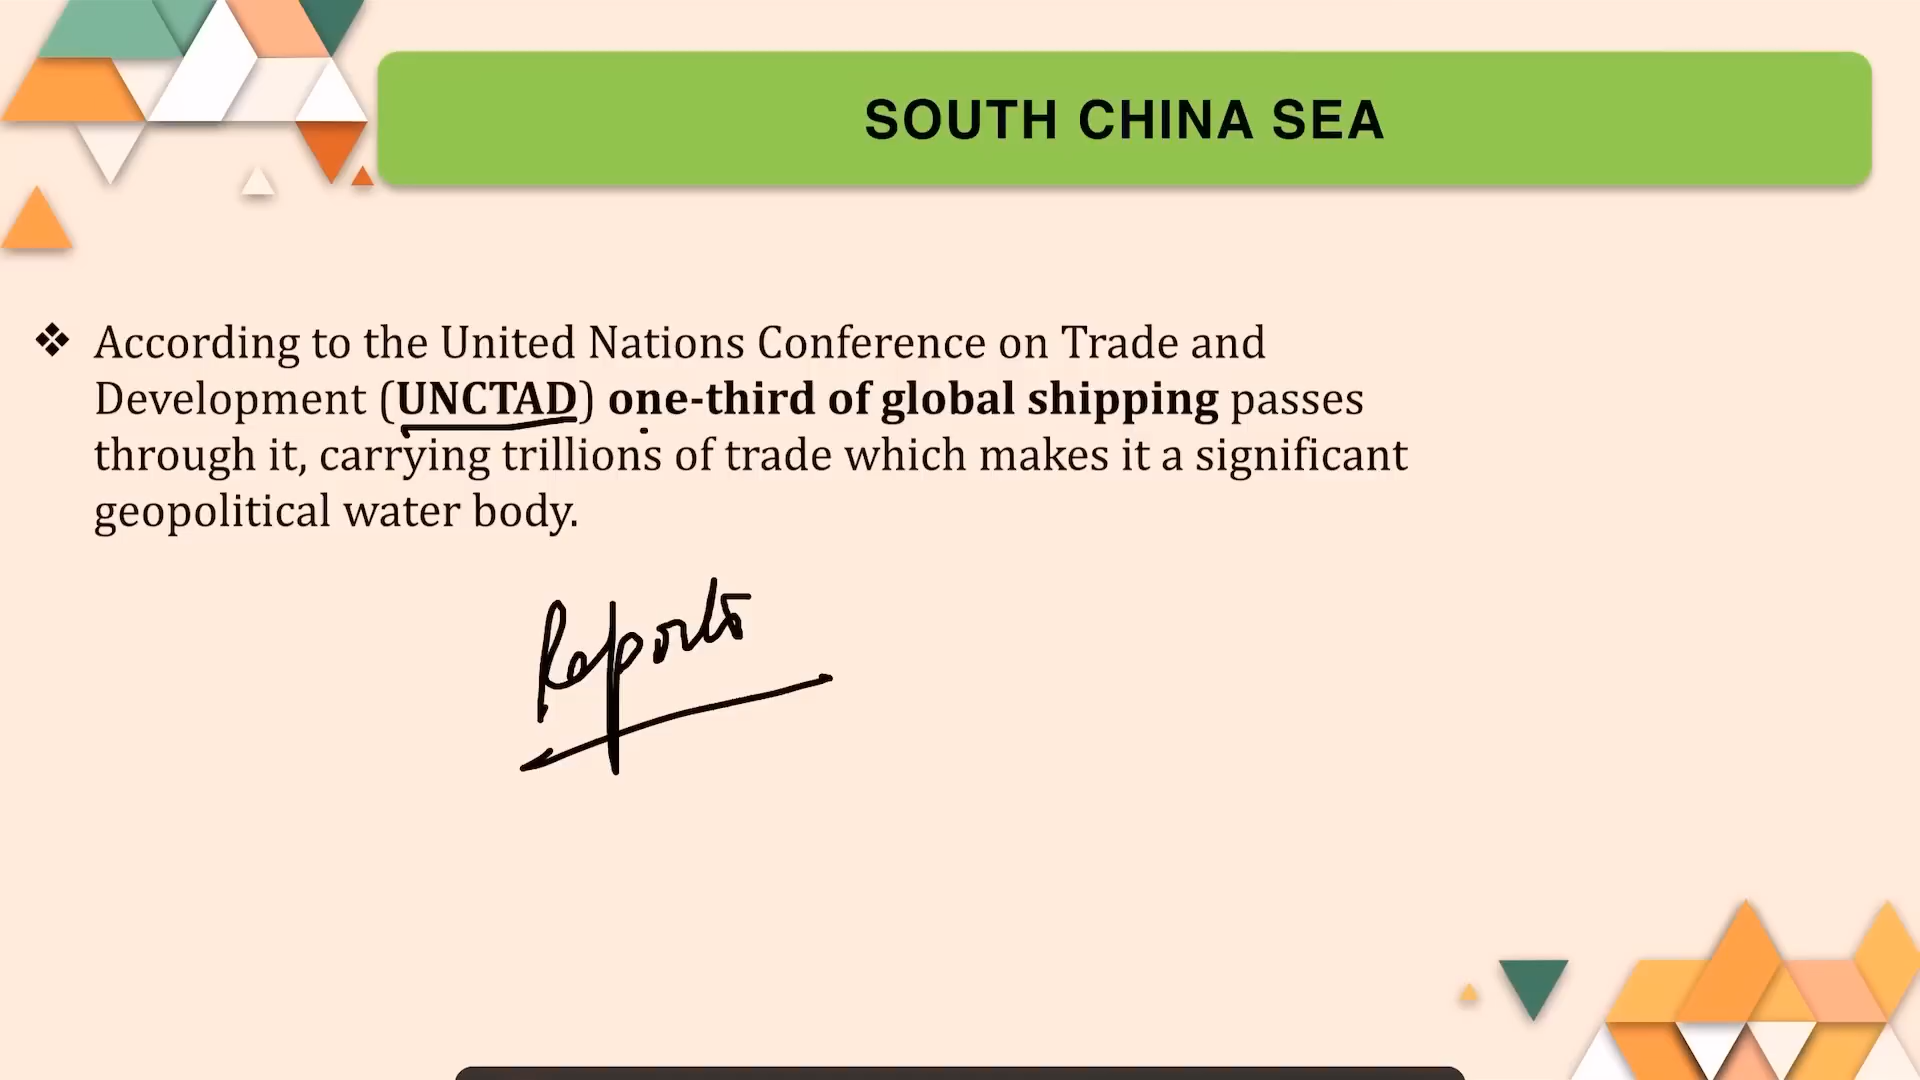 SOUTH CHINA SEA
❖ According to the United Nations Conference on Trade and
Development (UNCTAD) one-third of global shipping passes
through it, carrying trillions of trade which makes it a significant
geopolitical water body.
Reports